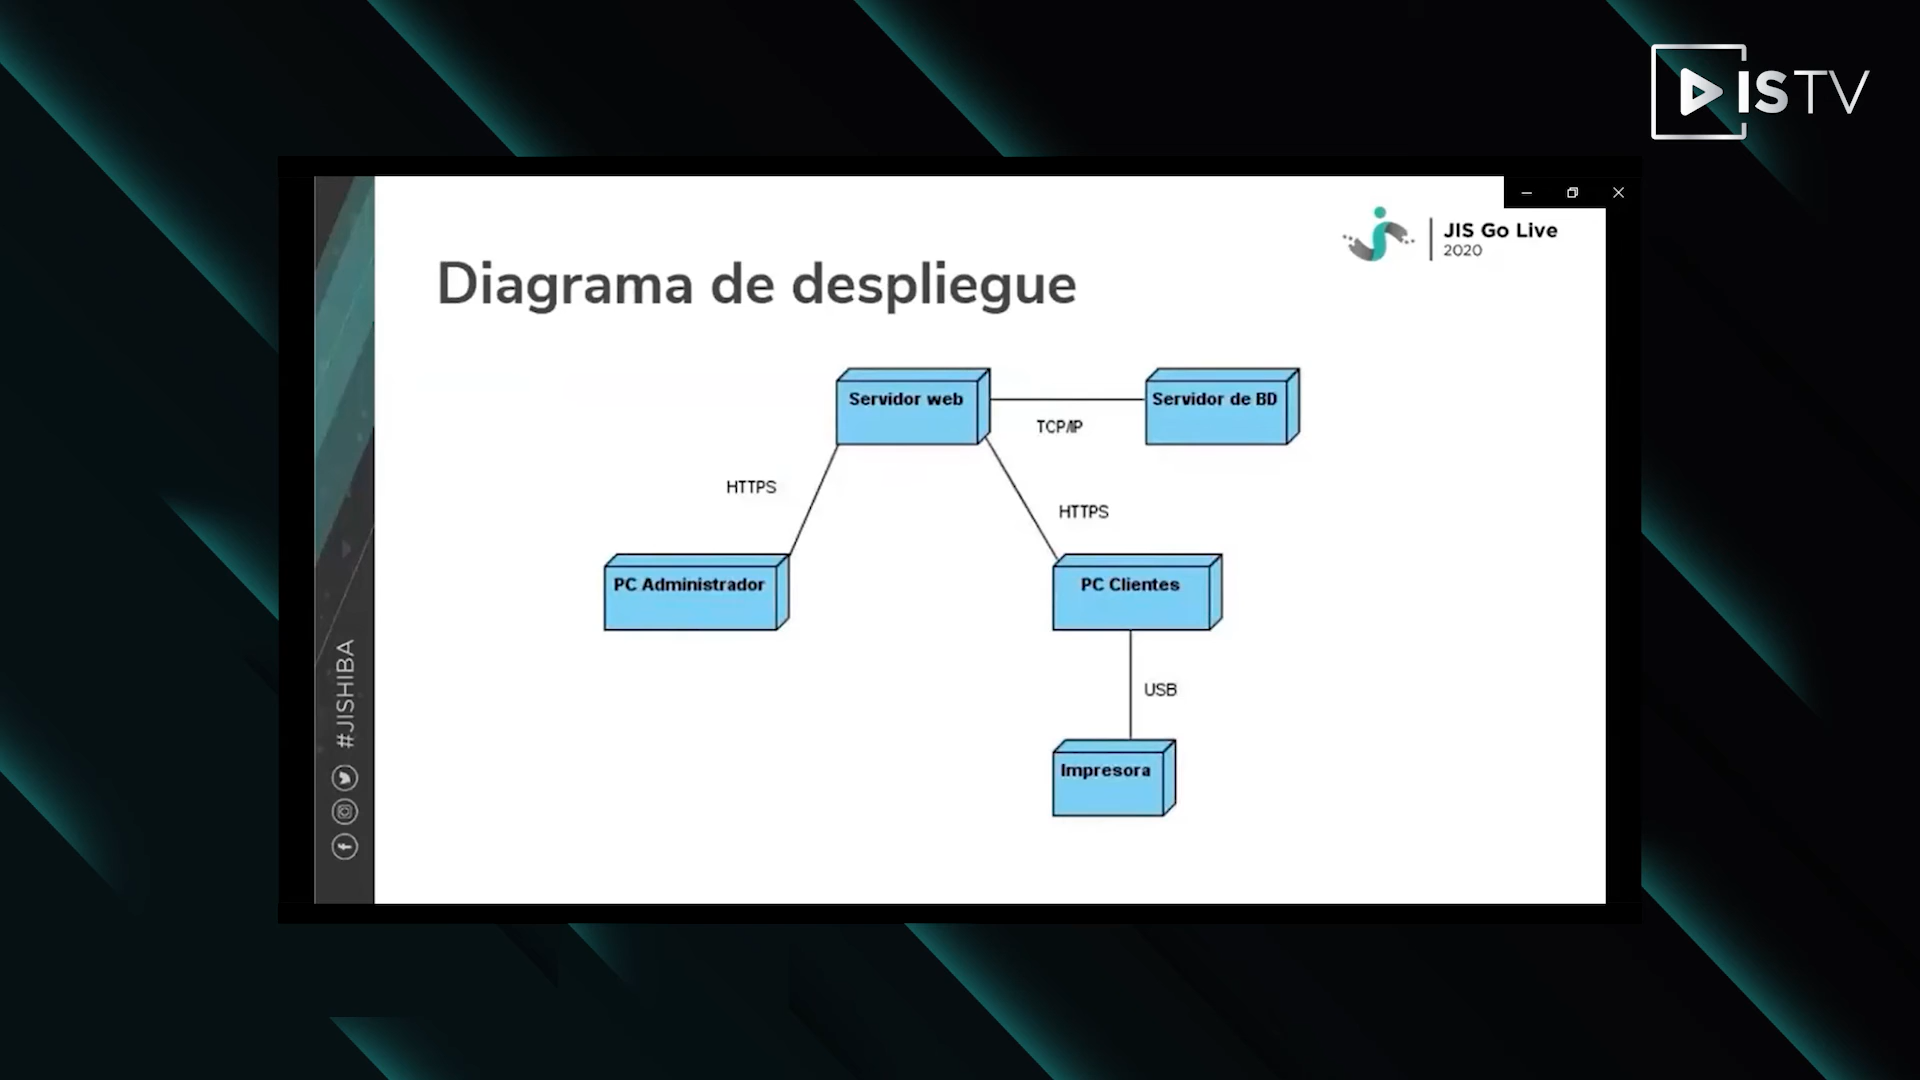 ISTV
JIS Go Live
2020
Diagrama de despliegue
Servidor web
Servidor de BD
TCP/IP
HTTPS
HTTPS
PC Administrador
PC Clientes
USB
Impresora
#JISHIBA